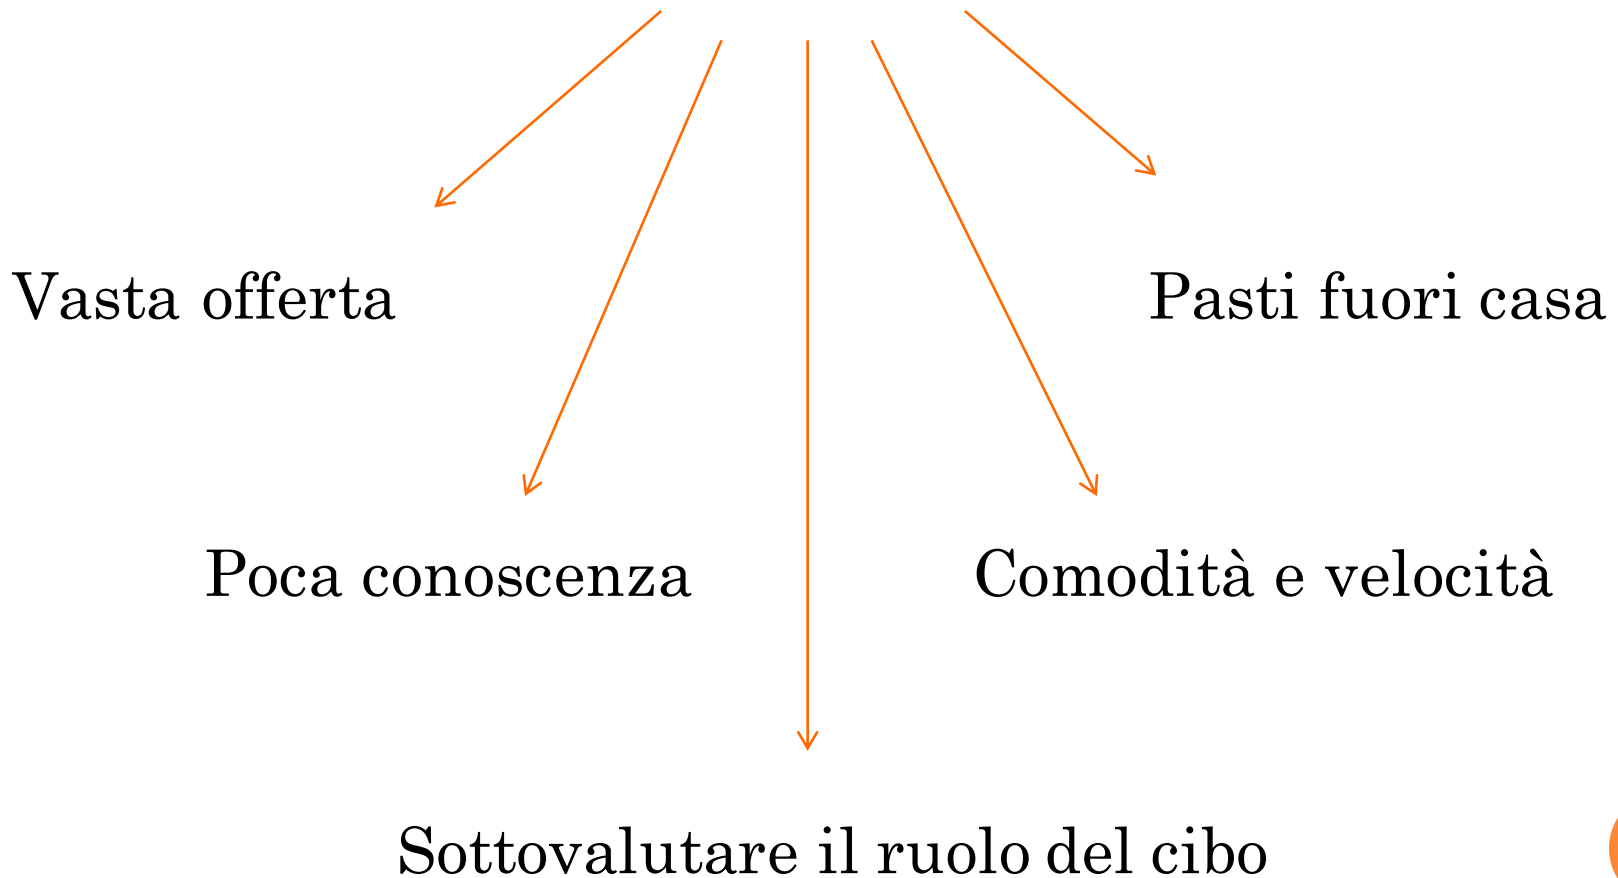 Vasta offerta
Pasti fuori casa
Poca conoscenza
Comodità e velocità
Sottovalutare il ruolo del cibo